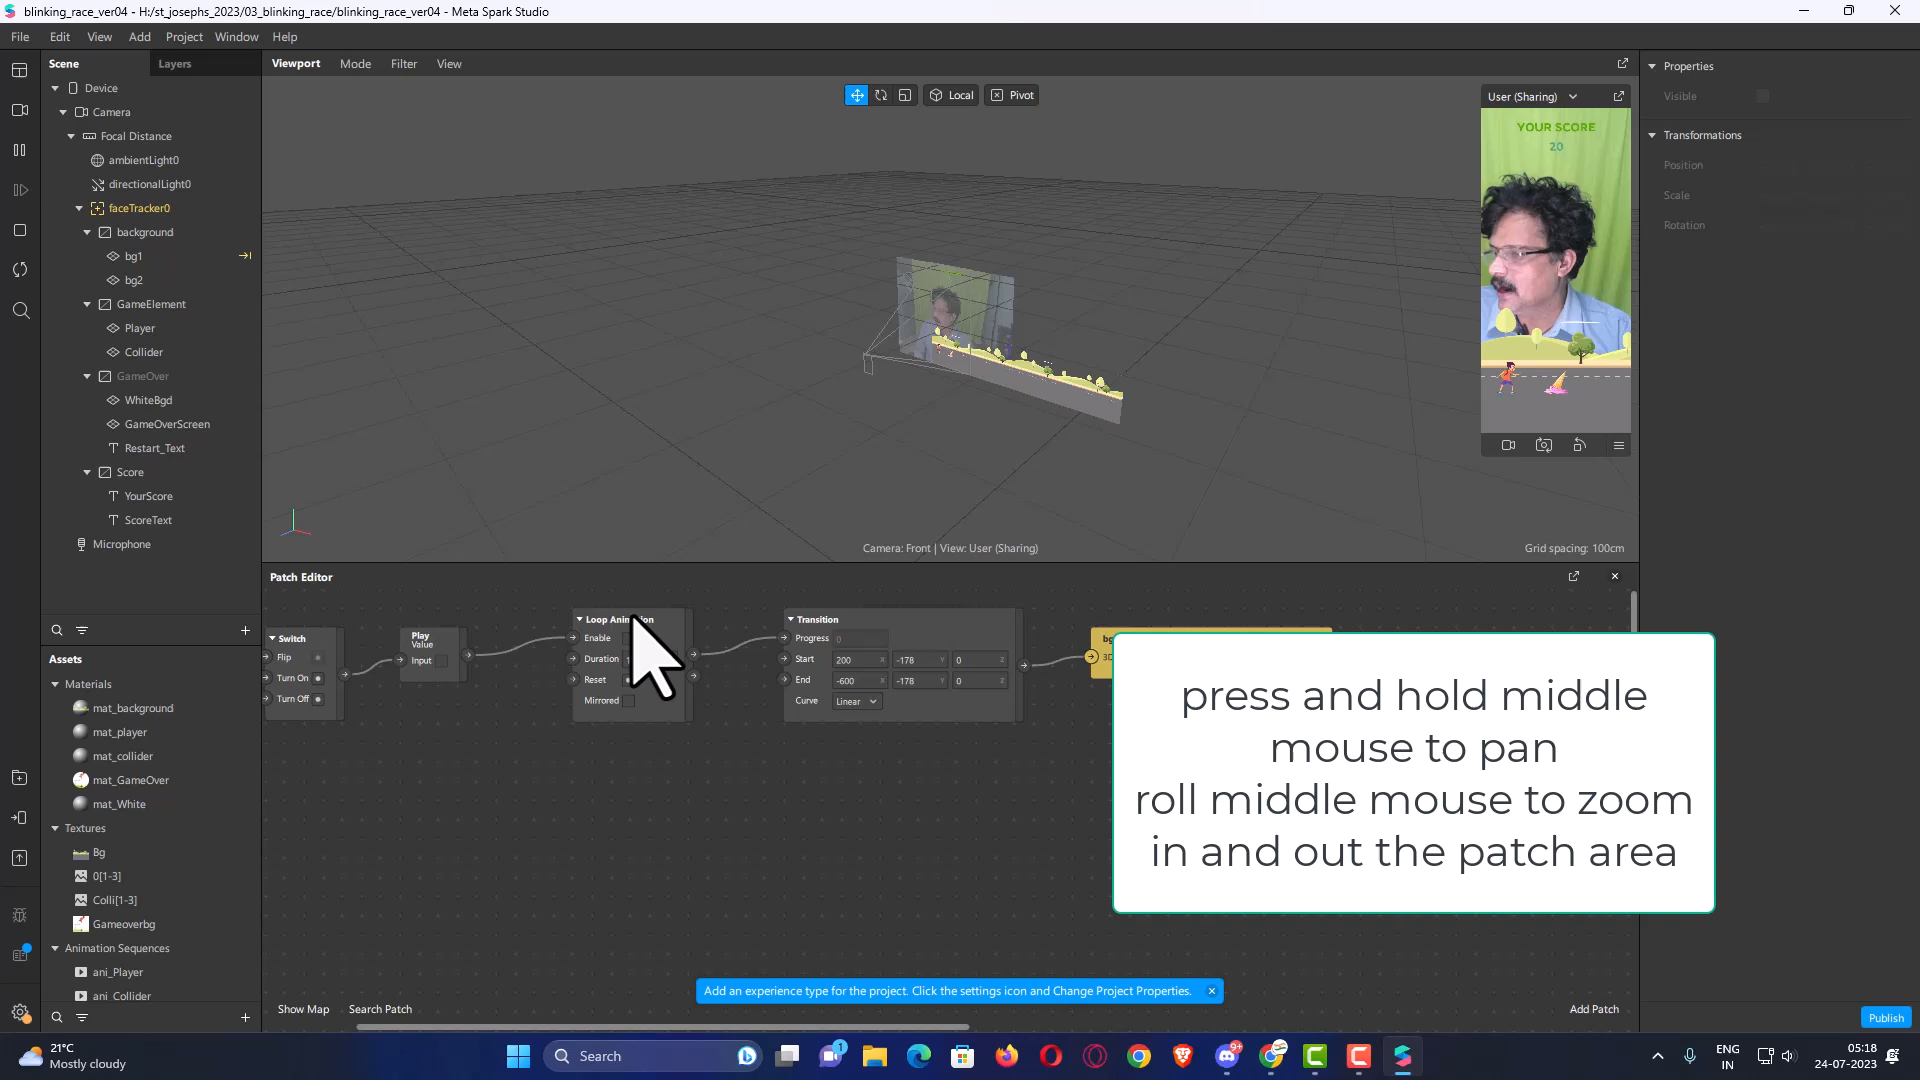 blinking_race_ver04 - H:/st_josephs_2023/03_blinking_race/blinking_race_ver04 - Meta Spark Studio
File Edit View Add Project Window Help
Scene Layers
Device
Camera
Focal Distance
ambientLight0
directionalLight0
faceTracker0
background
bg1
bg2
GameElement
Player
Collider
GameOver
WhiteBgd
GameOverScreen
Restart_Text
Score
YourScore
ScoreText
Microphone
Assets
Materials
mat_background
mat_player
mat_collider
mat_GameOver
mat_White
Textures
Bg
0[1-3]
Colli[1-3]
Gameoverbg
Animation Sequences
ani_Player
ani_Collider
Viewport Mode Filter View
Local Pivot
User (Sharing)
YOUR SCORE
20
Camera: Front | View: User (Sharing)
Grid spacing: 100cm
Properties
Visible
Transformations
Position
Scale
Rotation
Patch Editor
Switch
Flip
Turn On
Turn Off
Play
Value
Input
Enable
Duration
Reset
Mirrored
Transition
Progress 0
Start 200 X -178 Y 0 Z
End -600 X -178 Y 0 Z
Curve Linear
press and hold middle
mouse to pan
roll middle mouse to zoom
in and out the patch area
Add an experience type for the project. Click the settings icon and Change Project Properties.
Show Map Search Patch
Add Patch
Publish
21°C
Mostly cloudy
Search
1
9+
ENG
IN
05:18
24-07-2023